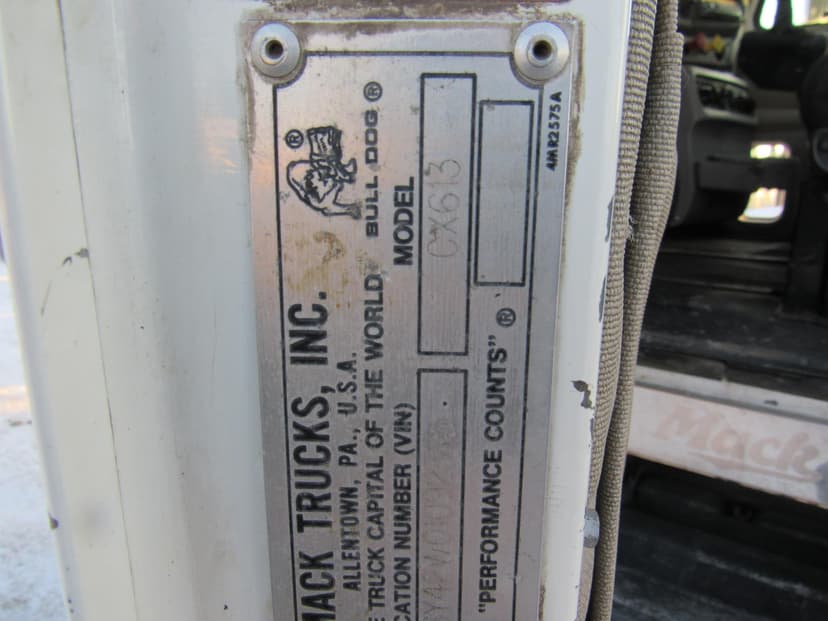 ®
BULL DOG ®
MACK TRUCKS, INC.
ALLENTOWN, PA., U.S.A.
TRUCK CAPITAL OF THE WORLD
MODEL
CX613
NUMBER (VIN)
"PERFORMANCE COUNTS" ®
4MR2575A
Mack